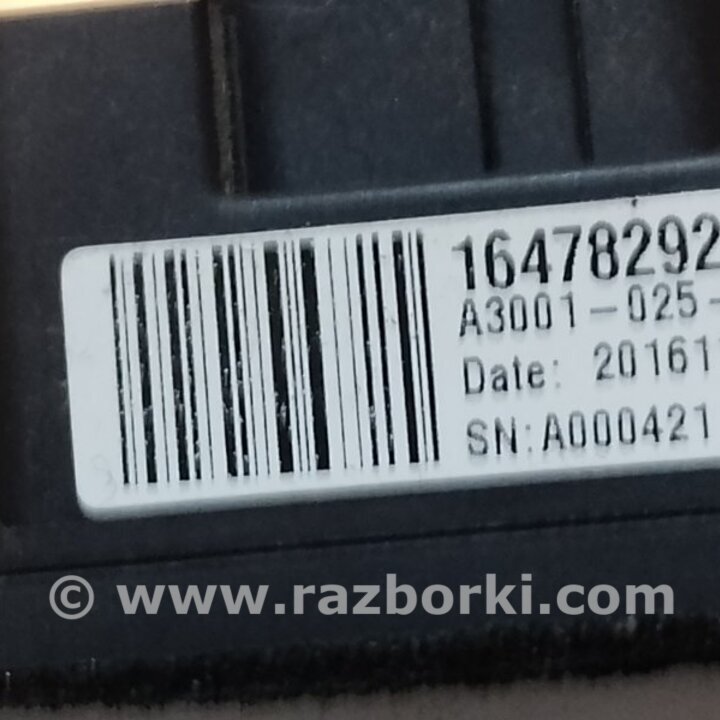 16478292
A3001-025-
Date: 20161
SN:A000421
© www.razborki.com